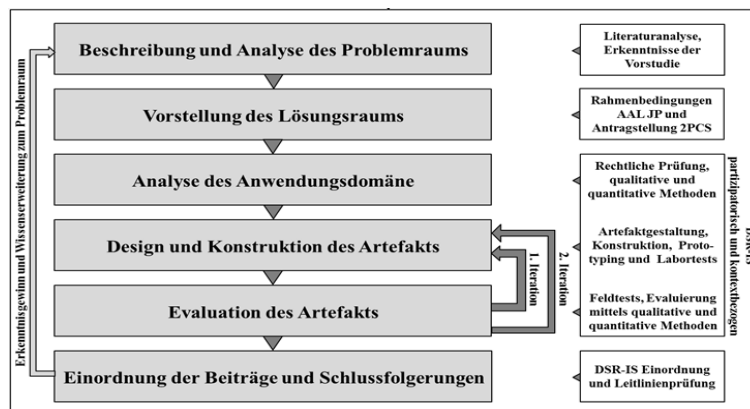 Beschreibung und Analyse des Problemraums
Literaturanalyse,
Erkenntnisse der
Vorstudie
Vorstellung des Lösungsraums
Rahmenbedingungen
AAL JP und
Antragstellung 2PCS
Analyse des Anwendungsdomäne
Rechtliche Prüfung,
qualitative und
quantitative Methoden
Design und Konstruktion des Artefakts
Artefaktgestaltung,
Konstruktion, Proto-
typing und Labortests
Evaluation des Artefakts
Feldtests, Evaluierung
mittels qualitative und
quantitative Methoden
Einordnung der Beiträge und Schlussfolgerungen
DSR-IS Einordnung
und Leitlinienprüfung
Erkenntnisgewinn und Wissenserweiterung zum Problemraum
1. Iteration
2. Iteration
partizipatorisch und kontextbezogen